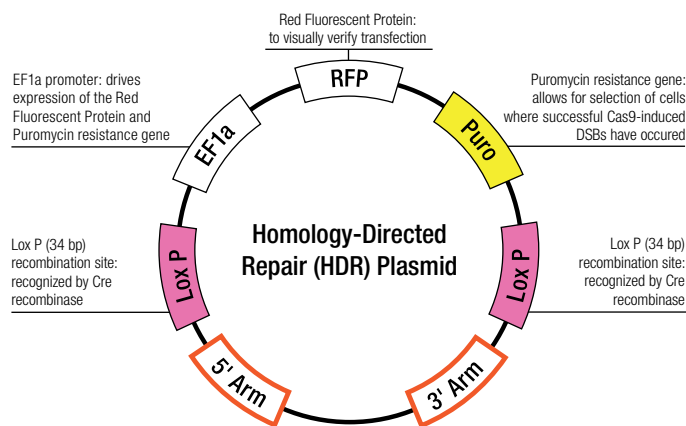 Red Fluorescent Protein:
to visually verify transfection
EF1a promoter: drives
expression of the Red
Fluorescent Protein and
Puromycin resistance gene
RFP
Puromycin resistance gene:
allows for selection of cells
where successful Cas9-induced
DSBs have occured
EF1a
Puro
Homology-Directed
Repair (HDR) Plasmid
Lox P (34 bp)
recombination site:
recognized by Cre
recombinase
Lox P
Lox P
Lox P (34 bp)
recombination site:
recognized by Cre
recombinase
5' Arm
3' Arm